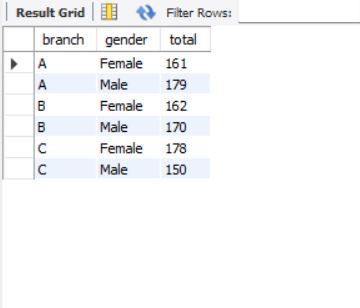 Result Grid Filter Rows:
branch gender total
A Female 161
A Male 179
B Female 162
B Male 170
C Female 178
C Male 150